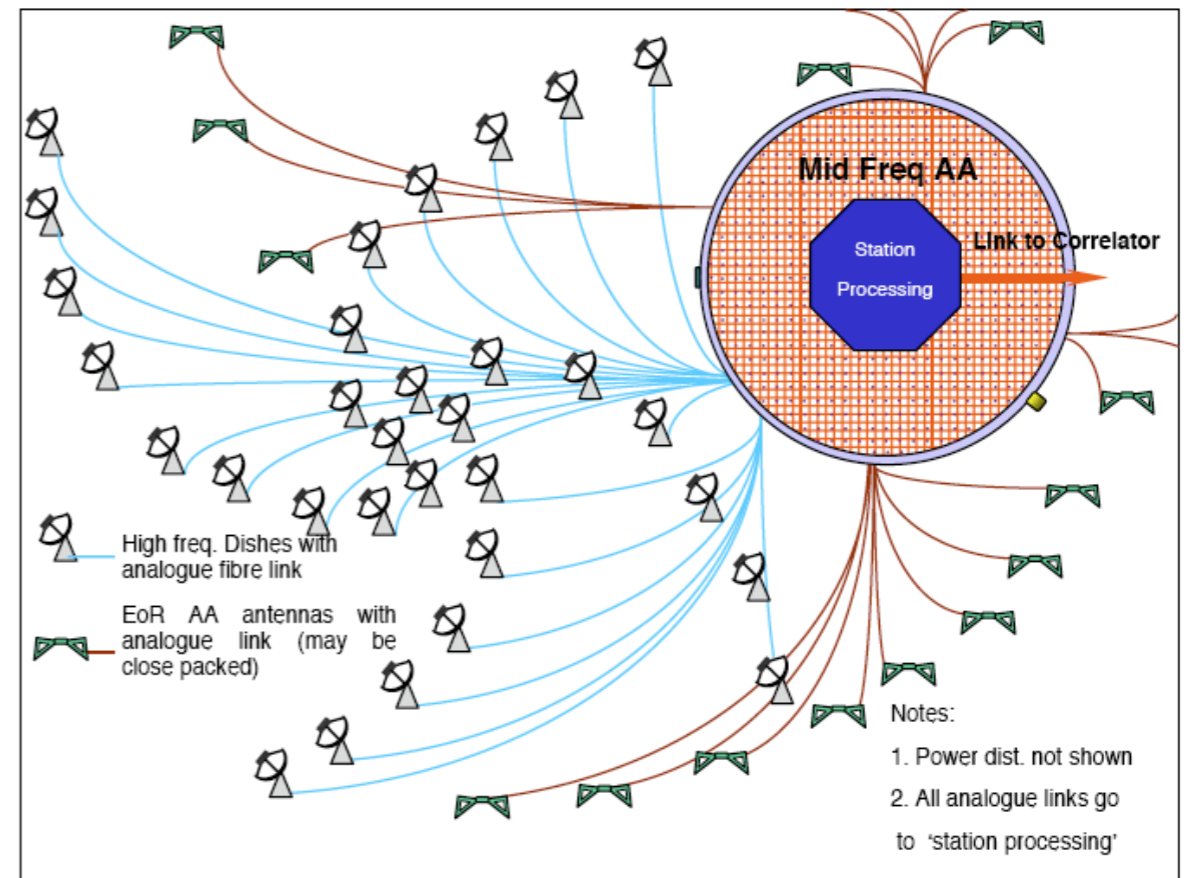 Mid Freq AA
Station
Processing
Link to Correlator
High freq. Dishes with
analogue fibre link
EoR AA antennas with
analogue link (may be
close packed)
Notes:
1. Power dist. not shown
2. All analogue links go
to ‘station processing’